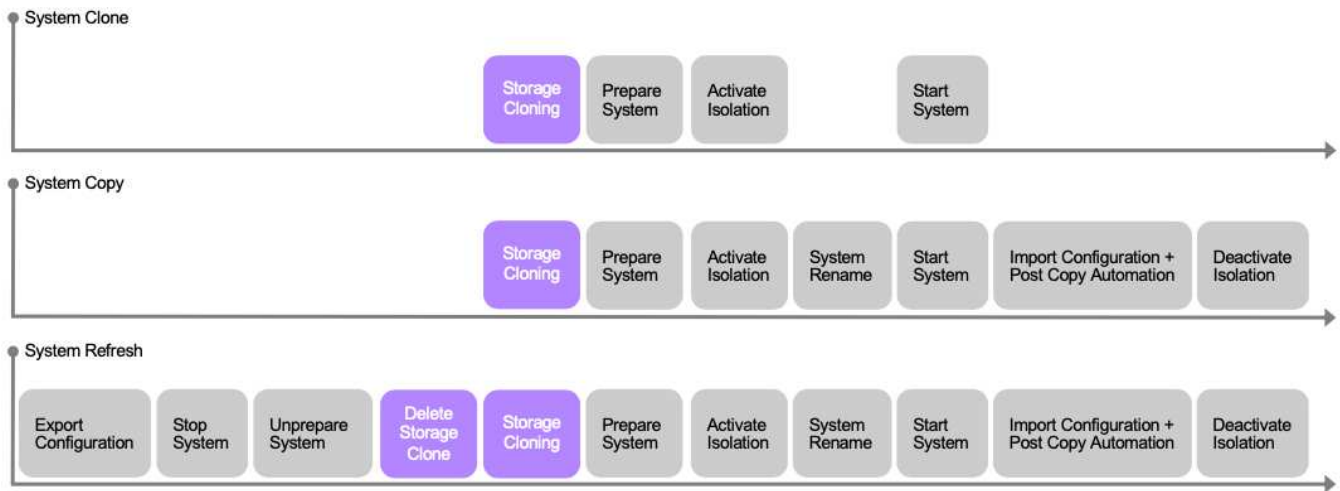 System Clone
Storage
Cloning
Prepare
System
Activate
Isolation
Start
System
System Copy
Storage
Cloning
Prepare
System
Activate
Isolation
System
Rename
Start
System
Import Configuration +
Post Copy Automation
Deactivate
Isolation
System Refresh
Export
Configuration
Stop
System
Unprepare
System
Delete
Storage
Clone
Storage
Cloning
Prepare
System
Activate
Isolation
System
Rename
Start
System
Import Configuration +
Post Copy Automation
Deactivate
Isolation